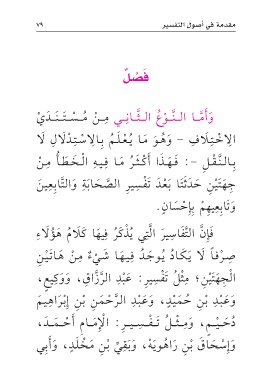 مقدمة في أصول التفسير ٧٩
فَصْلٌ
وَأَمَّا النَّوْعُ الثَّانِي مِنْ مُسْتَنَدَيْ
الِاخْتِلَافِ - وَهُوَ مَا يُعْلَمُ بِالِاسْتِدْلَالِ لَا
بِالنَّقْلِ -: فَهَذَا أَكْثَرُ مَا فِيهِ الْخَطَأُ مِنْ
جِهَتَيْنِ حَدَثَتَا بَعْدَ تَفْسِيرِ الصَّحَابَةِ وَالتَّابِعِينَ
وَتَابِعِيهِمْ بِإِحْسَانٍ.
فَإِنَّ التَّفَاسِيرَ الَّتِي يُذْكَرُ فِيهَا كَلَامُ هَؤُلَاءِ
صِرْفاً لَا يَكَادُ يُوجَدُ فِيهَا شَيْءٌ مِنْ هَاتَيْنِ
الْجِهَتَيْنِ؛ مِثْلُ تَفْسِيرِ: عَبْدِ الرَّزَّاقِ، وَوَكِيعٍ،
وَعَبْدِ بْنِ حُمَيْدٍ، وَعَبْدِ الرَّحْمَنِ بْنِ إِبْرَاهِيمَ
دُحَيْمٍ، وَمِثْلُ تَفْسِيرِ: الْإِمَامِ أَحْمَدَ،
وَإِسْحَاقَ بْنِ رَاهُويَهْ، وَبَقِيِّ بْنِ مَخْلَدٍ، وَأَبِي